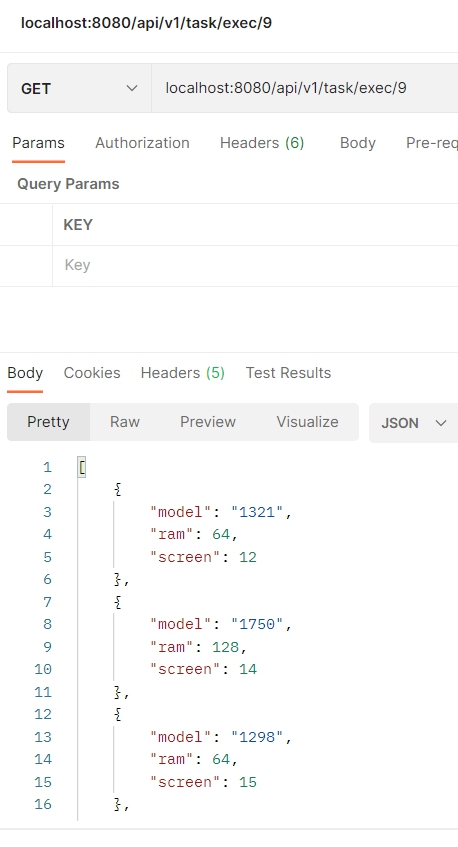 localhost:8080/api/v1/task/exec/9
GET localhost:8080/api/v1/task/exec/9
Params Authorization Headers (6) Body Pre-req
Query Params
KEY
Key
Body Cookies Headers (5) Test Results
Pretty Raw Preview Visualize JSON
1 [
2 {
3 "model": "1321",
4 "ram": 64,
5 "screen": 12
6 },
7 {
8 "model": "1750",
9 "ram": 128,
10 "screen": 14
11 },
12 {
13 "model": "1298",
14 "ram": 64,
15 "screen": 15
16 },